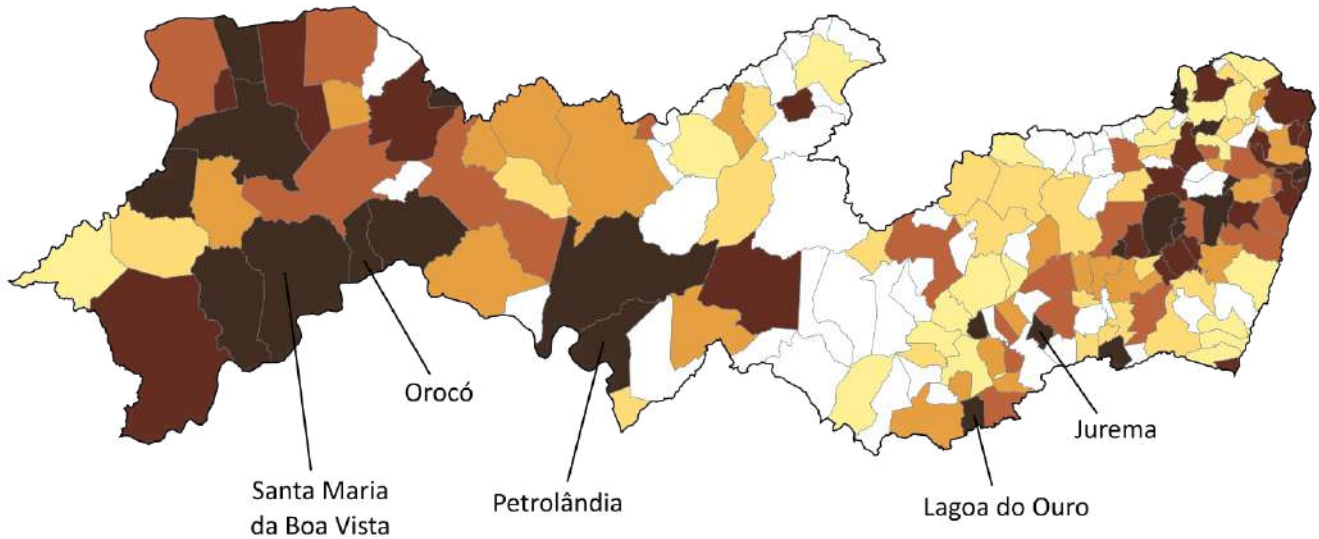 Orocó
Jurema
Santa Maria
da Boa Vista
Petrolândia
Lagoa do Ouro